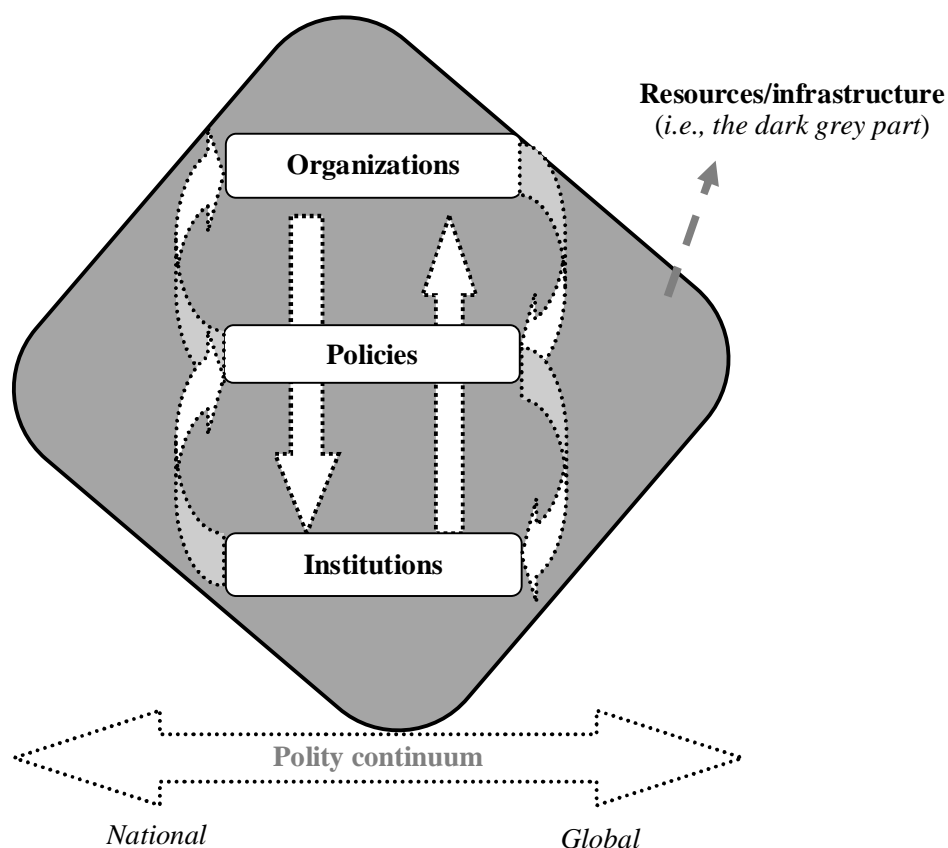 Resources/infrastructure
(i.e., the dark grey part)
Organizations
Policies
Institutions
Polity continuum
National
Global